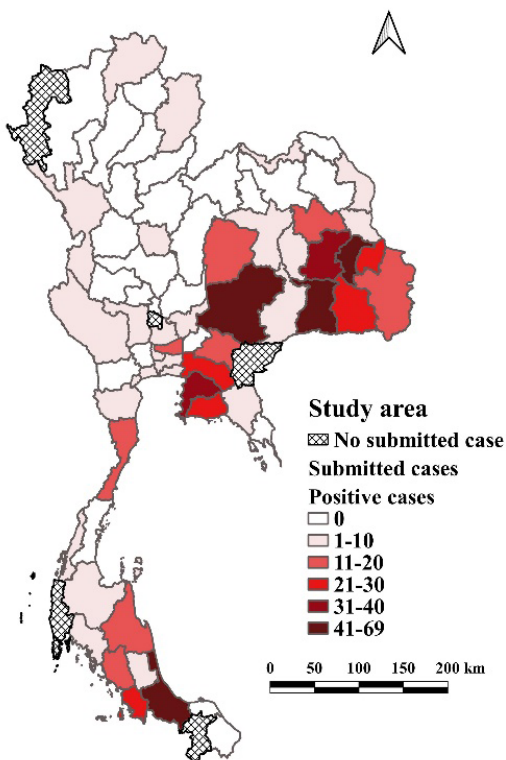 Study area
No submitted case
Submitted cases
Positive cases
0
1-10
11-20
21-30
31-40
41-69
0 50 100 150 200 km